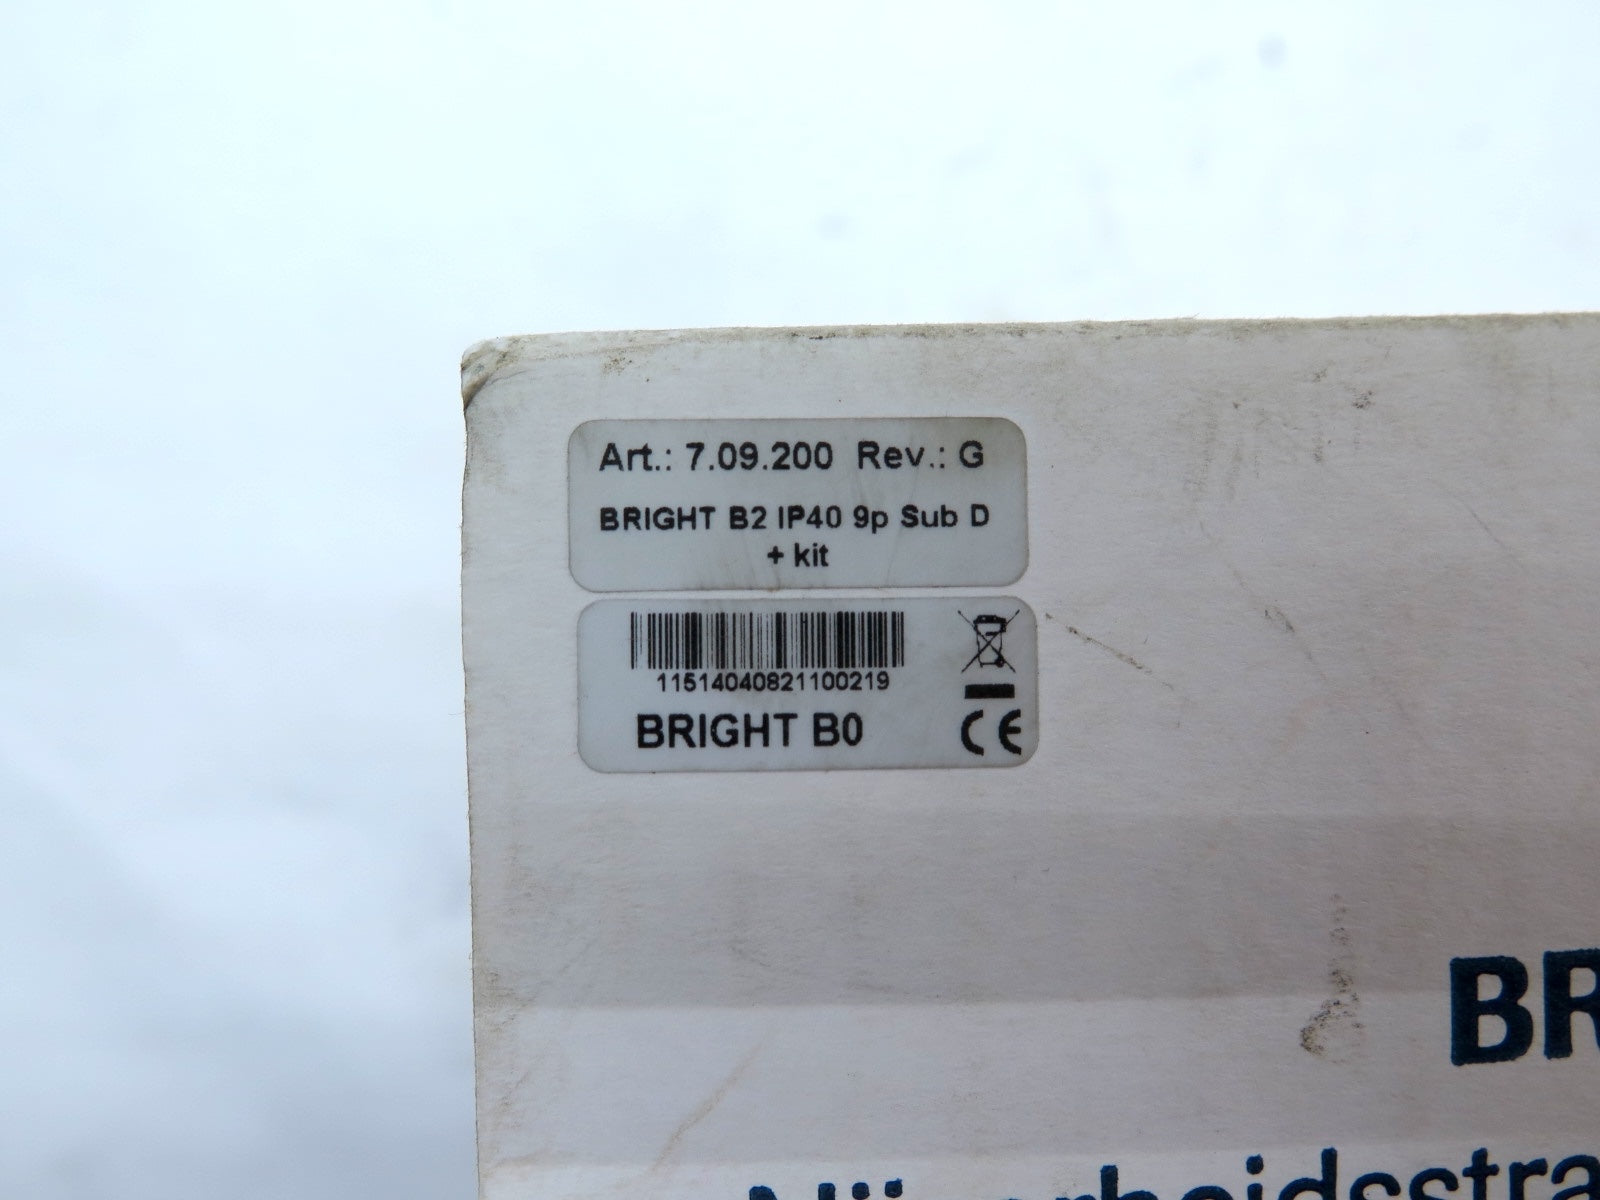 Art.: 7.09.200 Rev.: G
BRIGHT B2 IP40 9p Sub D
+ kit
11514040821100219
BRIGHT B0
CE
BR